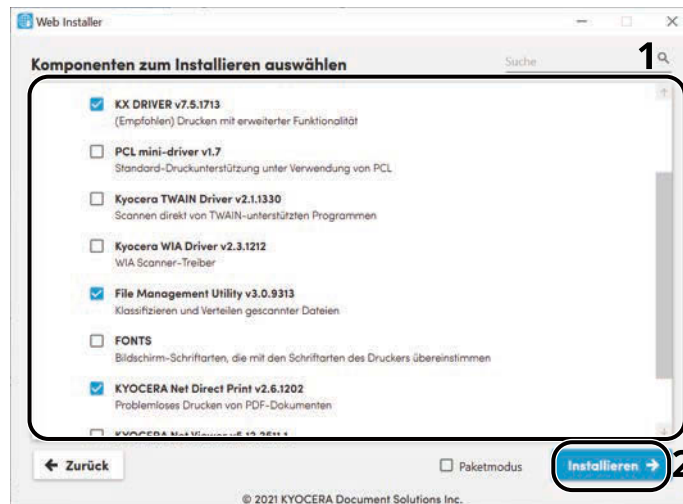 Web Installer
Komponenten zum Installieren auswählen
Suche
1
KX DRIVER v7.5.1713
(Empfohlen) Drucken mit erweiterter Funktionalität
PCL mini-driver v1.7
Standard-Druckunterstützung unter Verwendung von PCL
Kyocera TWAIN Driver v2.1.1330
Scannen direkt von TWAIN-unterstützten Programmen
Kyocera WIA Driver v2.3.1212
WIA Scanner-Treiber
File Management Utility v3.0.9313
Klassifizieren und Verteilen gescannter Dateien
FONTS
Bildschirm-Schriftarten, die mit den Schriftarten des Druckers übereinstimmen
KYOCERA Net Direct Print v2.6.1202
Problemloses Drucken von PDF-Dokumenten
KYOCERA Net Viewer
Zurück
Paketmodus
Installieren
2
© 2021 KYOCERA Document Solutions Inc.